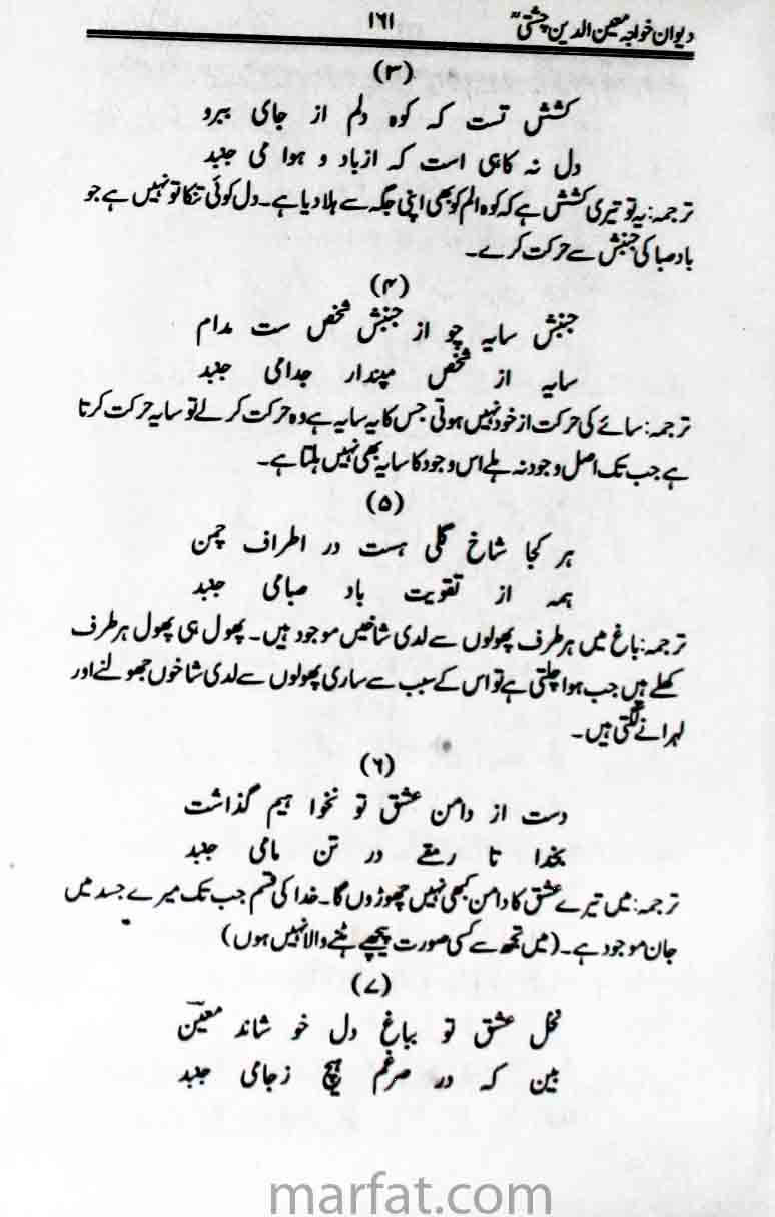 دیوان خواجہ معین الدین چشتیؒ
۱۶۱
(۳)
کشش تست کہ کوہ دلم از جای ببرد
دل نہ کاہی است کہ ازباد و ہوا می جنبد
ترجمہ: یہ تو تیری کشش ہے کہ کوہ الم کو بھی اپنی جگہ سے ہلا دیا ہے۔ دل کوئی تنکا تو نہیں ہے جو
باد صبا کی جنبش سے حرکت کرے۔
(۴)
جنبش سایہ چو از جنبش شخص ست مدام
سایہ از شخص مپندار جدامی جنبد
ترجمہ: سائے کی حرکت از خود نہیں ہوتی جس کا یہ سایہ ہے وہ حرکت کر لے تو سایہ حرکت کرتا
ہے جب تک اصل وجود نہ ہلے اس وجود کا سایہ بھی نہیں ہلتا ہے۔
(۵)
ہر کجا شاخ گلی ہست در اطراف چمن
ہمہ از تقویت باد صبامی جنبد
ترجمہ: باغ میں ہر طرف پھولوں سے لدی شاخیں موجود ہیں۔ پھول ہی پھول ہر طرف
کھلے ہیں جب ہوا چلتی ہے تو اس کے سبب سے ساری پھولوں سے لدی شاخوں جھولنے اور
لہرانے لگتی ہیں۔
(۶)
دست از دامن عشق تو نخوا ہیم گذاشت
بخدا تا رمقے در تن مامی جنبد
ترجمہ: میں تیرے عشق کا دامن کبھی نہیں چھوڑوں گا۔ خدا کی قسم جب تک میرے جسد میں
جان موجود ہے۔ (میں تجھ سے کسی صورت پیچھے ہٹنے والا نہیں ہوں)
(۷)
نخل عشق تو بباغ دل خو شاند معینؔ
بین کہ در صرغم ہیچ زجامی جنبد
marfat.com